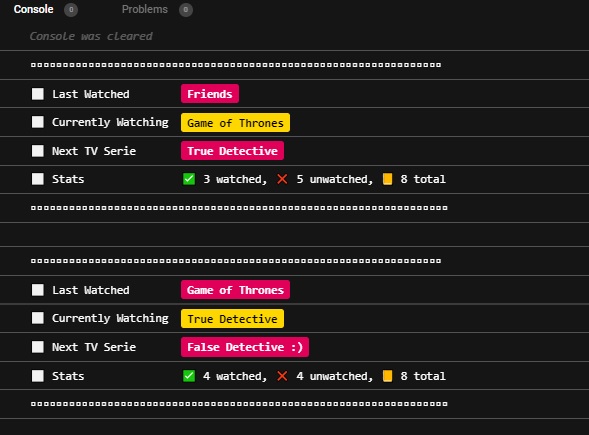 Console 0 Problems 0
Console was cleared
Last Watched Friends
Currently Watching Game of Thrones
Next TV Serie True Detective
Stats ✅ 3 watched, ❌ 5 unwatched, 8 total
Last Watched Game of Thrones
Currently Watching True Detective
Next TV Serie False Detective :)
Stats ✅ 4 watched, ❌ 4 unwatched, 8 total